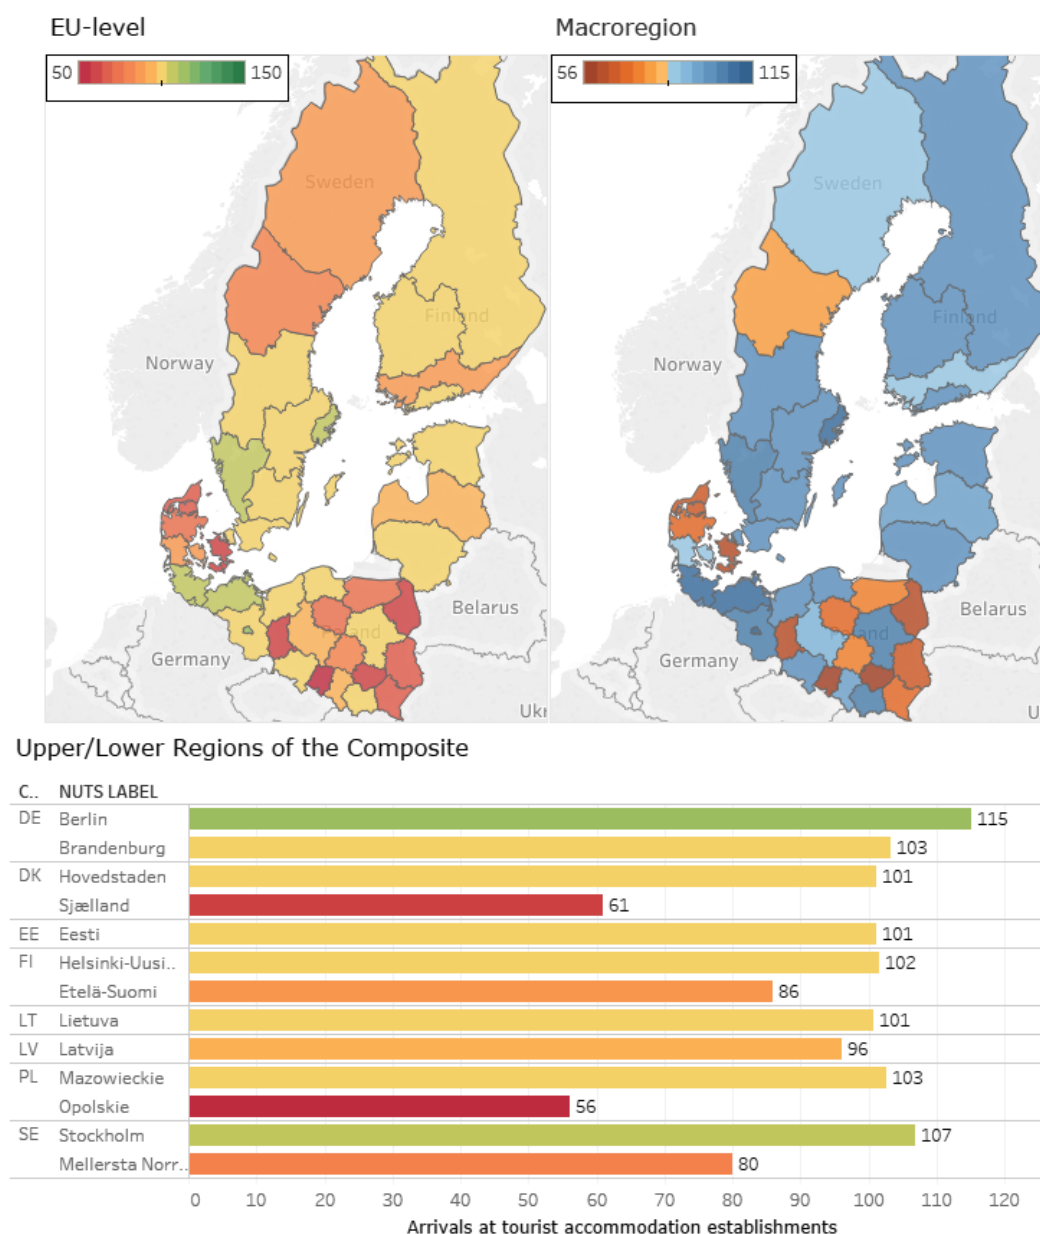 EU-level
Macroregion
50 150
56 115
Sweden
Sweden
Finland
Finland
Norway
Norway
Belarus
Belarus
Poland
Poland
Germany
Germany
Ukr
U
Upper/Lower Regions of the Composite
C.. NUTS LABEL
DE Berlin 115
Brandenburg 103
DK Hovedstaden 101
Sjælland 61
EE Eesti 101
FI Helsinki-Uusi.. 102
Etelä-Suomi 86
LT Lietuva 101
LV Latvija 96
PL Mazowieckie 103
Opolskie 56
SE Stockholm 107
Mellersta Norr.. 80
0 10 20 30 40 50 60 70 80 90 100 110 120
Arrivals at tourist accommodation establishments